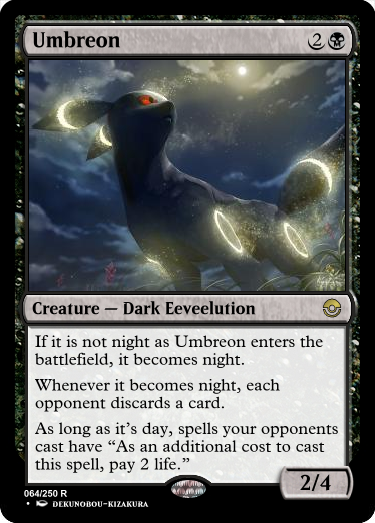 Umbreon 2
Creature — Dark Eeveelution
If it is not night as Umbreon enters the
battlefield, it becomes night.
Whenever it becomes night, each
opponent discards a card.
As long as it's day, spells your opponents
cast have “As an additional cost to cast
this spell, pay 2 life.”
2/4
064/250 R
• DEKUNOBOU-KIZAKURA